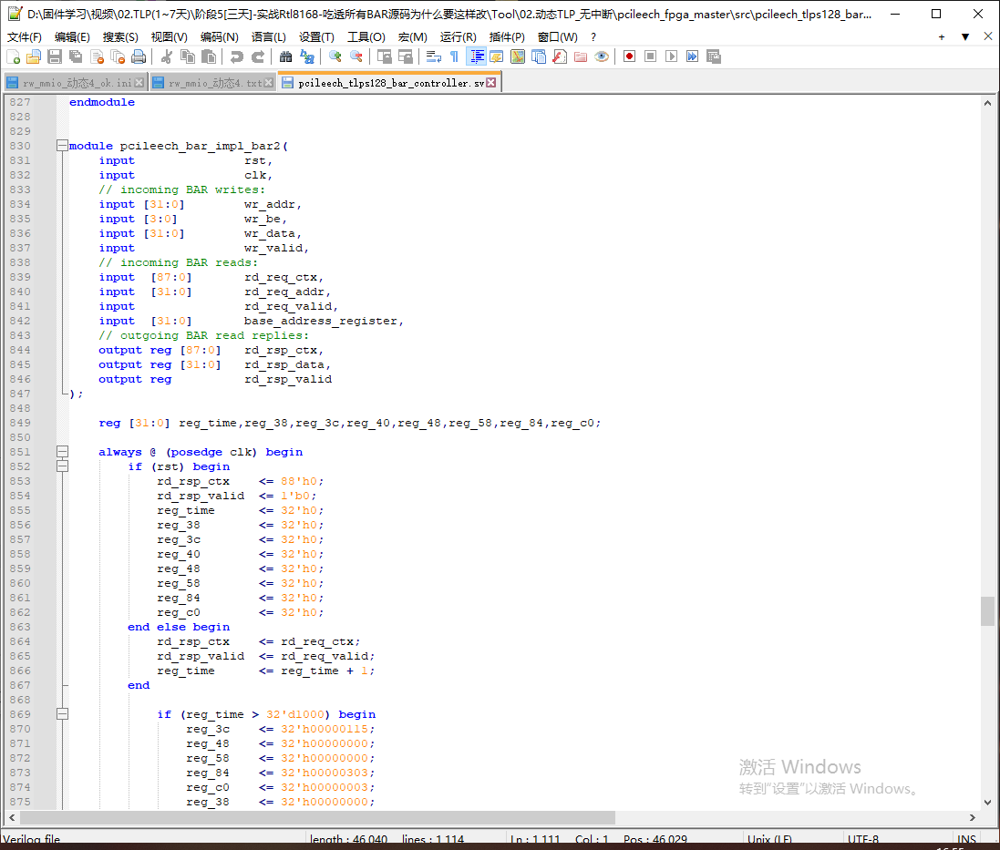 D:\固件学习\视频\02.TLP(1~7天)\阶段5[三天]-实战Rtl8168-吃透所有BAR源码为什么要这样改\Tool\02.动态TLP_无中断\pcileech_fpga_master\src\pcileech_tlps128_bar...
文件(F) 编辑(E) 搜索(S) 视图(V) 编码(N) 语言(L) 设置(T) 工具(O) 宏(M) 运行(R) 插件(P) 窗口(W) ? + ▼ ✕
rw_mmio_动态4_ok.ini rw_mmio_动态4.txt pcileech_tlps128_bar_controller.sv
827 endmodule
828
829
830 module pcileech_bar_impl_bar2(
831 input rst,
832 input clk,
833 // incoming BAR writes:
834 input [31:0] wr_addr,
835 input [3:0] wr_be,
836 input [31:0] wr_data,
837 input wr_valid,
838 // incoming BAR reads:
839 input [87:0] rd_req_ctx,
840 input [31:0] rd_req_addr,
841 input rd_req_valid,
842 input [31:0] base_address_register,
843 // outgoing BAR read replies:
844 output reg [87:0] rd_rsp_ctx,
845 output reg [31:0] rd_rsp_data,
846 output reg rd_rsp_valid
847 );
848
849 reg [31:0] reg_time,reg_38,reg_3c,reg_40,reg_48,reg_58,reg_84,reg_c0;
850
851 always @ (posedge clk) begin
852 if (rst) begin
853 rd_rsp_ctx <= 88'h0;
854 rd_rsp_valid <= 1'b0;
855 reg_time <= 32'h0;
856 reg_38 <= 32'h0;
857 reg_3c <= 32'h0;
858 reg_40 <= 32'h0;
859 reg_48 <= 32'h0;
860 reg_58 <= 32'h0;
861 reg_84 <= 32'h0;
862 reg_c0 <= 32'h0;
863 end else begin
864 rd_rsp_ctx <= rd_req_ctx;
865 rd_rsp_valid <= rd_req_valid;
866 reg_time <= reg_time + 1;
867 end
868
869 if (reg_time > 32'd1000) begin
870 reg_3c <= 32'h00000115;
871 reg_48 <= 32'h00000000;
872 reg_58 <= 32'h00000000;
873 reg_84 <= 32'h00000303;
874 reg_c0 <= 32'h00000003;
875 reg_38 <= 32'h00000000;
激活 Windows
转到“设置”以激活 Windows。
Verilog file length : 46,040 lines : 1,114 Ln : 1,111 Col : 1 Pos : 46,029 Unix (LF) UTF-8 INS